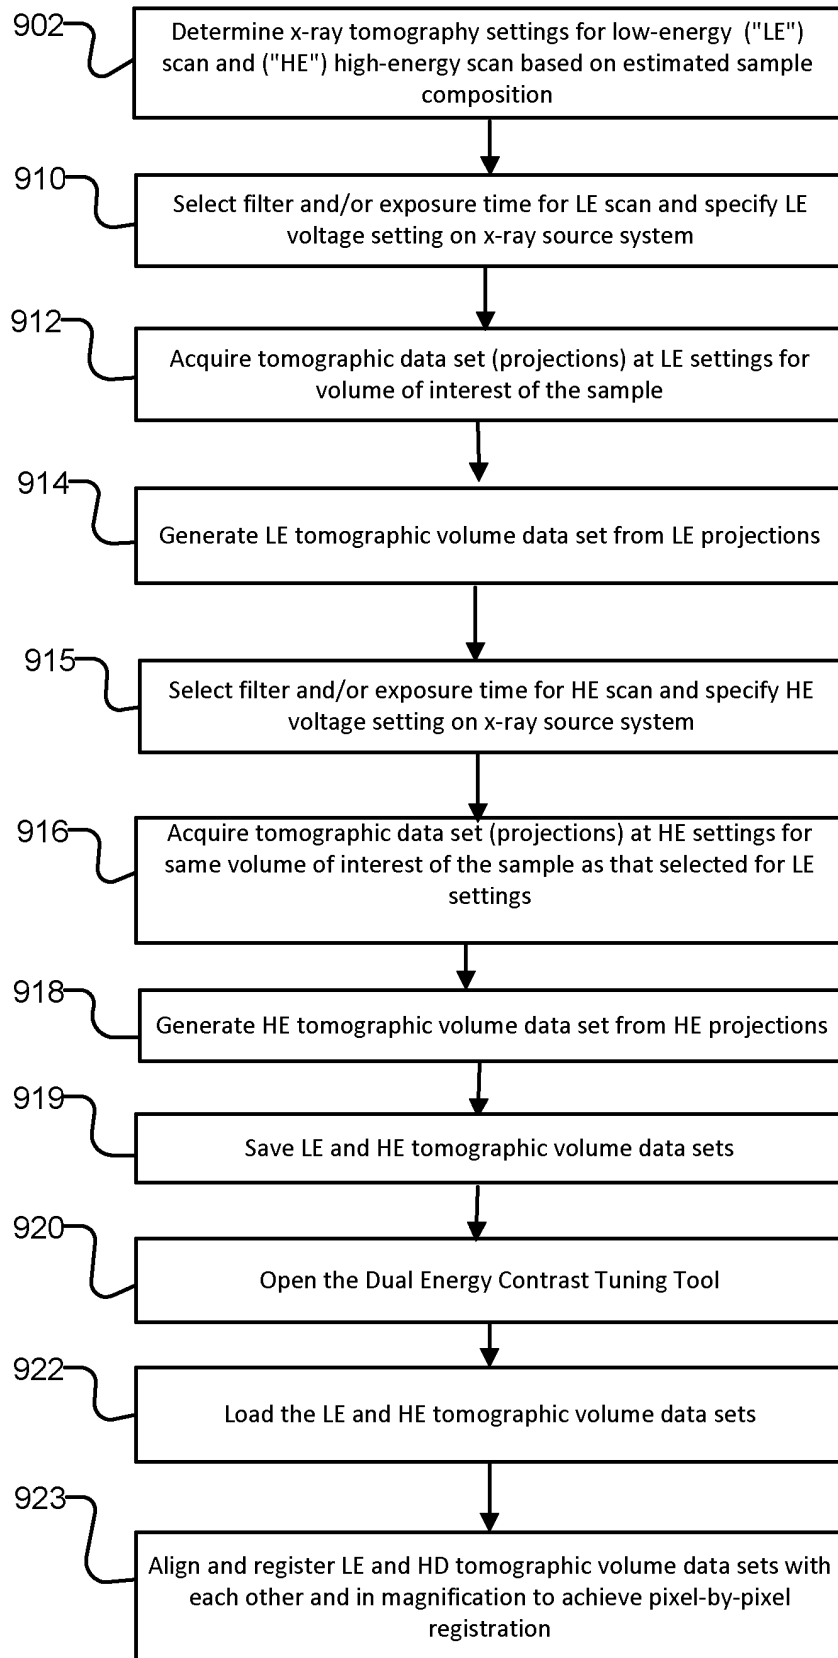 902
Determine x-ray tomography settings for low-energy ("LE")
scan and ("HE") high-energy scan based on estimated sample
composition
910
Select filter and/or exposure time for LE scan and specify LE
voltage setting on x-ray source system
912
Acquire tomographic data set (projections) at LE settings for
volume of interest of the sample
914
Generate LE tomographic volume data set from LE projections
915
Select filter and/or exposure time for HE scan and specify HE
voltage setting on x-ray source system
916
Acquire tomographic data set (projections) at HE settings for
same volume of interest of the sample as that selected for LE
settings
918
Generate HE tomographic volume data set from HE projections
919
Save LE and HE tomographic volume data sets
920
Open the Dual Energy Contrast Tuning Tool
922
Load the LE and HE tomographic volume data sets
923
Align and register LE and HD tomographic volume data sets with
each other and in magnification to achieve pixel-by-pixel
registration